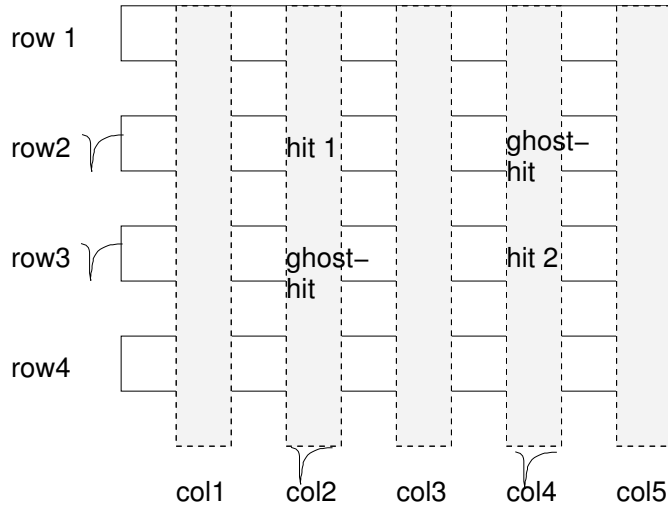 row 1
row2
hit 1
ghost–
hit
row3
ghost–
hit
hit 2
row4
col1
col2
col3
col4
col5